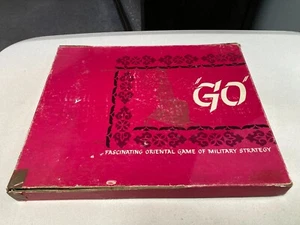 "GO"
FASCINATING ORIENTAL GAME OF MILITARY STRATEGY